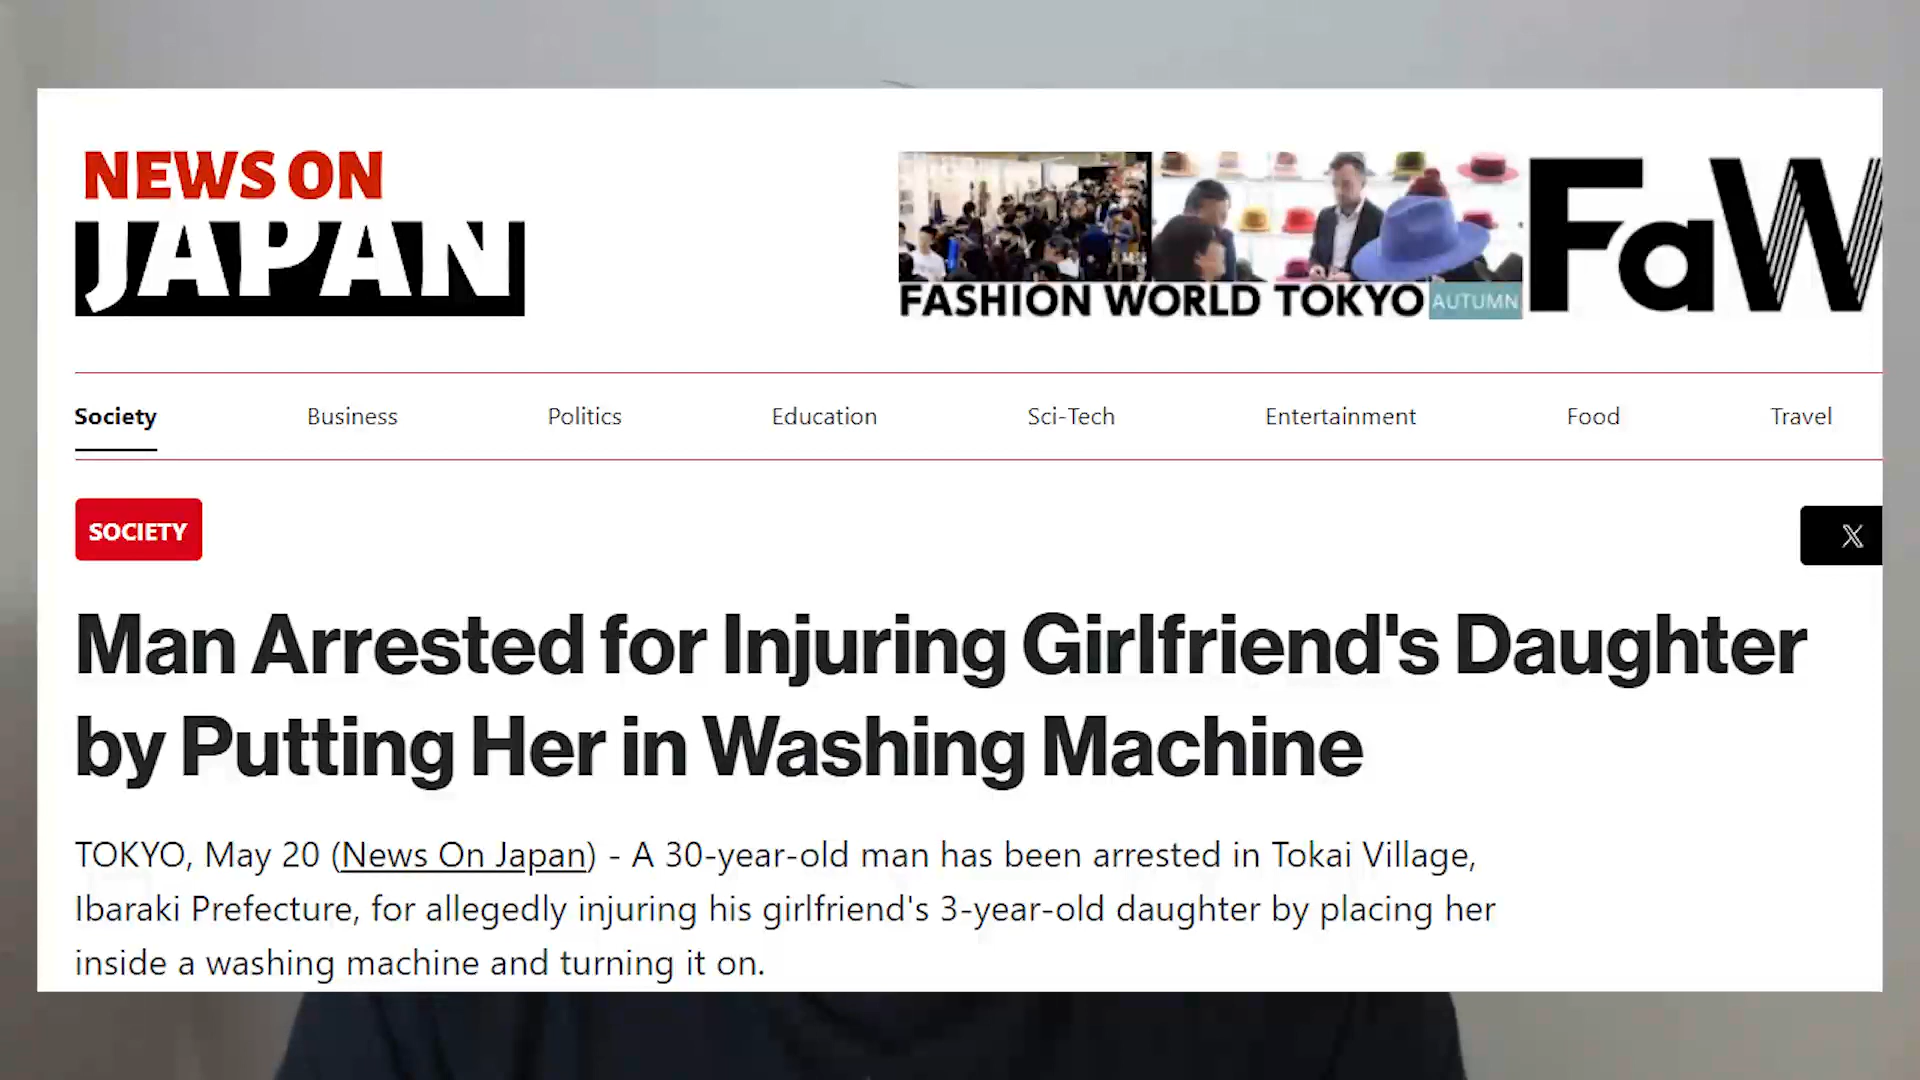 NEWS ON
JAPAN
FASHION WORLD TOKYO AUTUMN
FaW
Society Business Politics Education Sci-Tech Entertainment Food Travel
SOCIETY
X
Man Arrested for Injuring Girlfriend's Daughter
by Putting Her in Washing Machine
TOKYO, May 20 (News On Japan) - A 30-year-old man has been arrested in Tokai Village,
Ibaraki Prefecture, for allegedly injuring his girlfriend's 3-year-old daughter by placing her
inside a washing machine and turning it on.